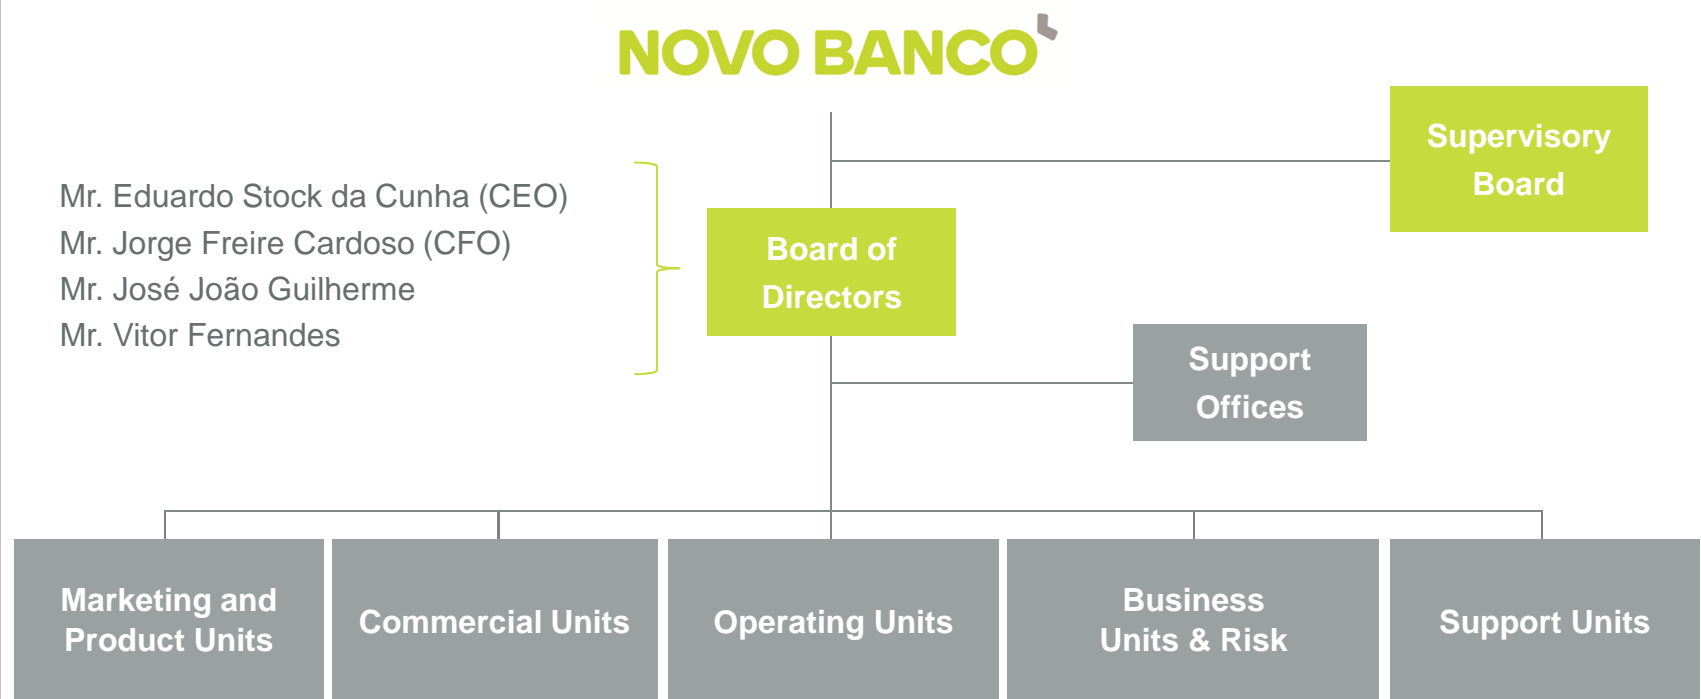 NOVO BANCO
Supervisory
Board
Mr. Eduardo Stock da Cunha (CEO)
Mr. Jorge Freire Cardoso (CFO)
Mr. José João Guilherme
Mr. Vitor Fernandes
Board of
Directors
Support
Offices
Marketing and
Product Units
Commercial Units
Operating Units
Business
Units & Risk
Support Units